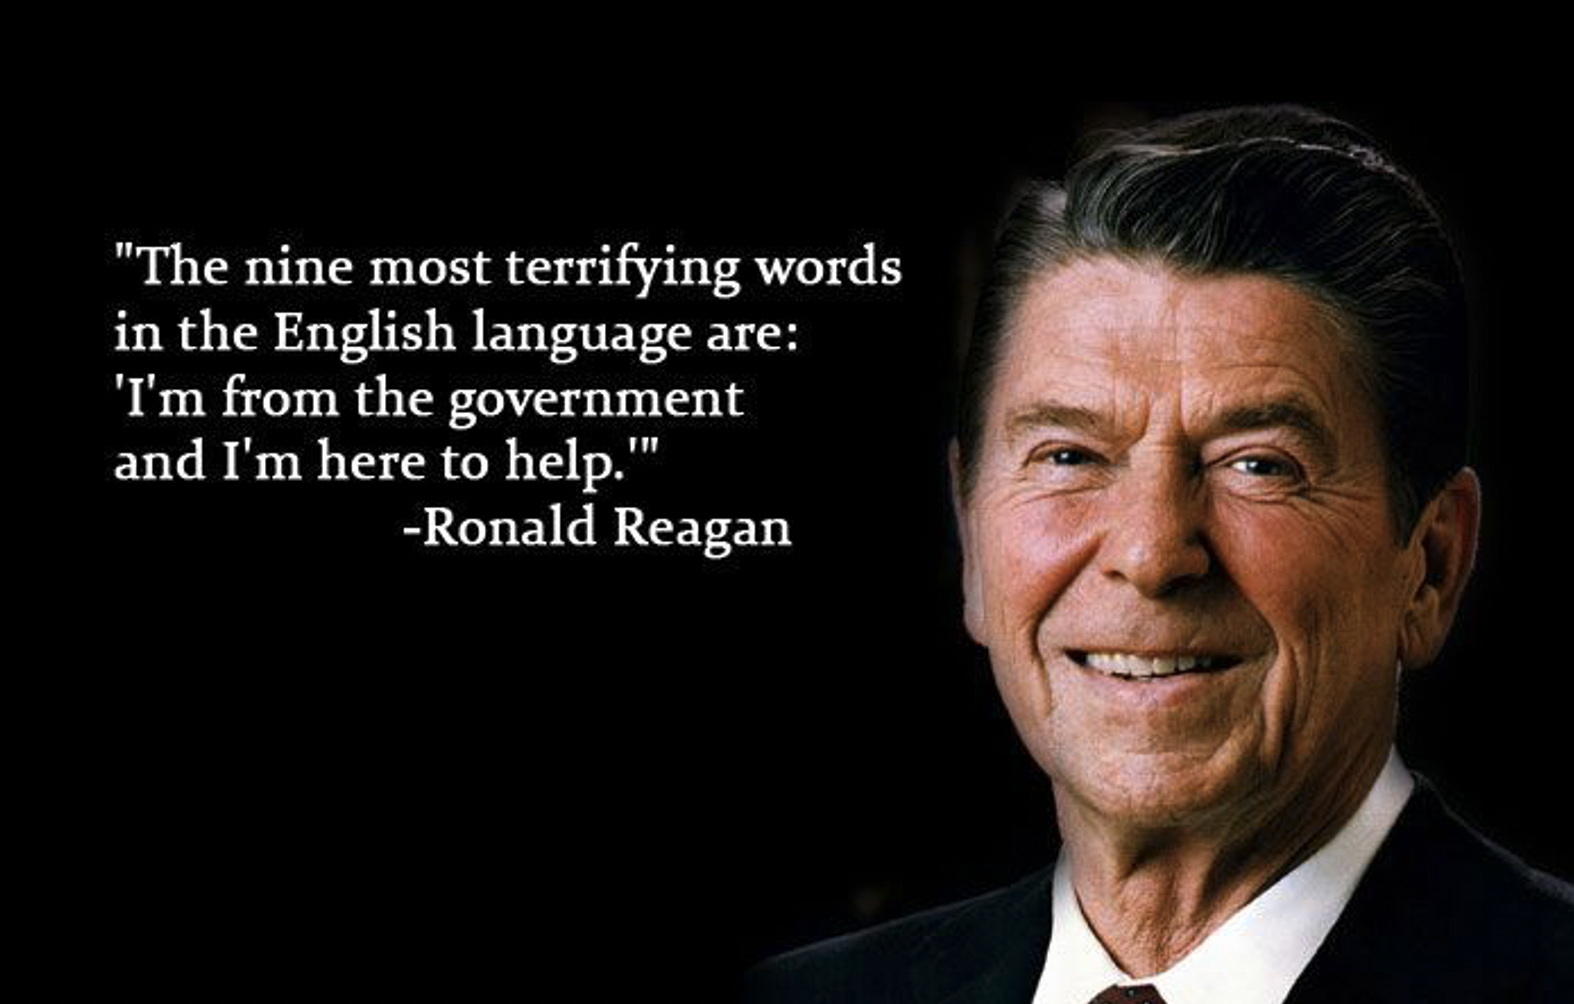 "The nine most terrifying words
in the English language are:
'I'm from the government
and I'm here to help.'"
-Ronald Reagan